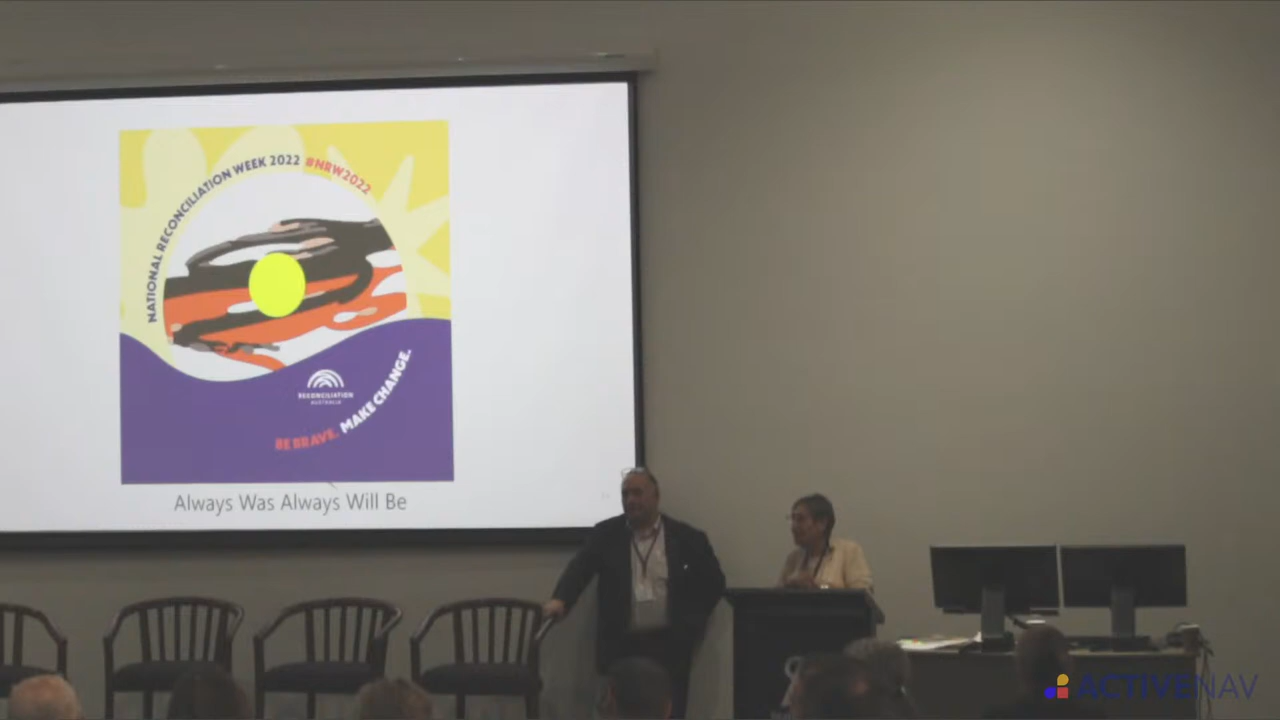 NATIONAL RECONCILIATION WEEK 2022 #NRW2022
RECONCILIATION
AUSTRALIA
BE BRAVE. MAKE CHANGE.
Always Was Always Will Be
ACTIVENAV